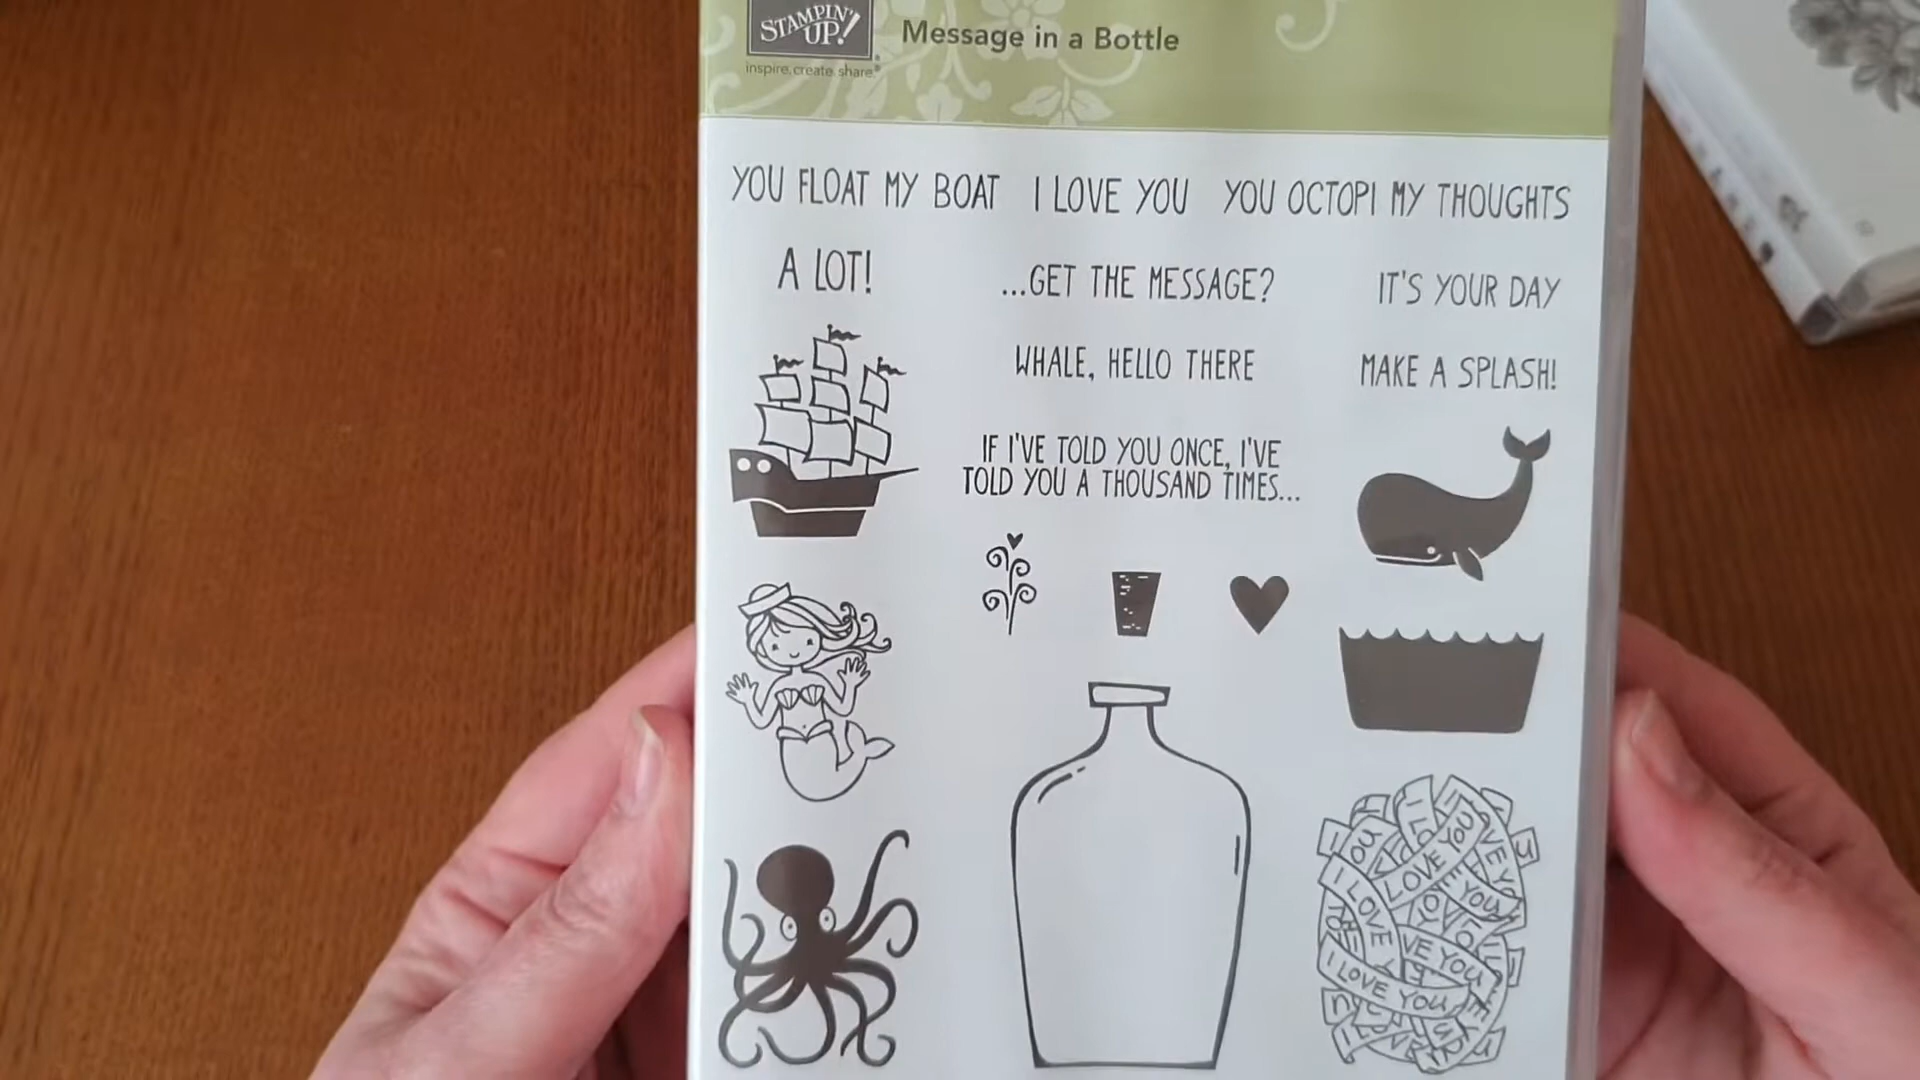 STAMPIN' UP!
Message in a Bottle
inspire. create. share.®
YOU FLOAT MY BOAT
I LOVE YOU
YOU OCTOPI MY THOUGHTS
A LOT!
...GET THE MESSAGE?
IT'S YOUR DAY
WHALE, HELLO THERE
MAKE A SPLASH!
IF I'VE TOLD YOU ONCE, I'VE
TOLD YOU A THOUSAND TIMES...
LOVE YOU
I LOVE
VE YOU
I LOVE YOU